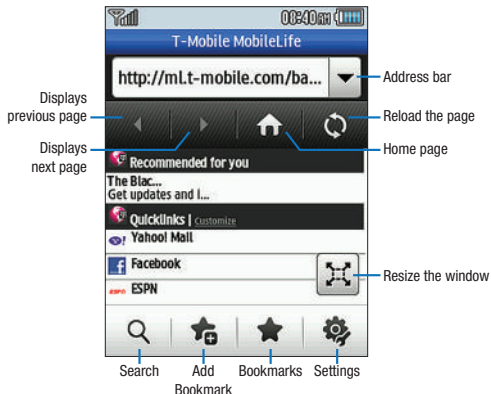 08:40 am
T-Mobile MobileLife
http://ml.t-mobile.com/ba...
Address bar
Displays
previous page
Reload the page
Displays
next page
Home page
Recommended for you
The Blac...
Get updates and l...
Quicklinks | Customize
Yahoo! Mail
Facebook
ESPN
Resize the window
Search
Add
Bookmark
Bookmarks
Settings